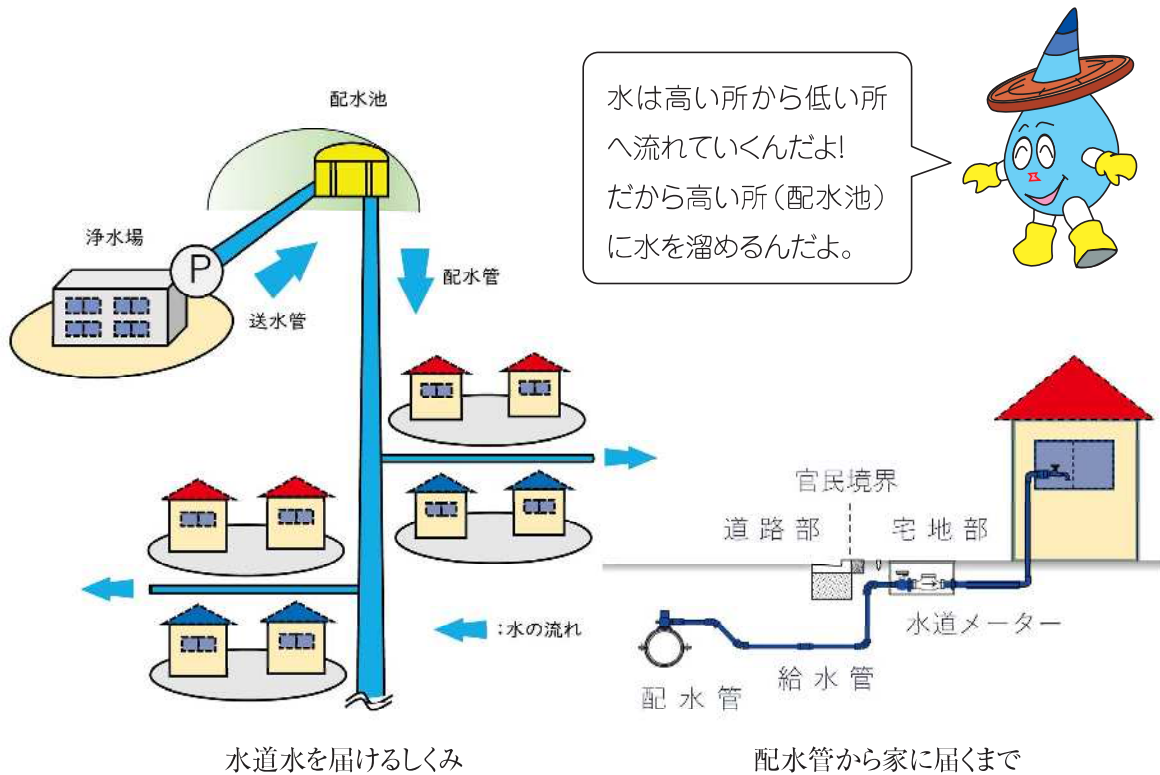 水は高い所から低い所
へ流れていくんだよ!
だから高い所(配水池)
に水を溜めるんだよ。
配水池
浄水場
P
送水管
配水管
:水の流れ
水道水を届けるしくみ
官民境界
道路部
宅地部
水道メーター
給水管
配水管
配水管から家に届くまで